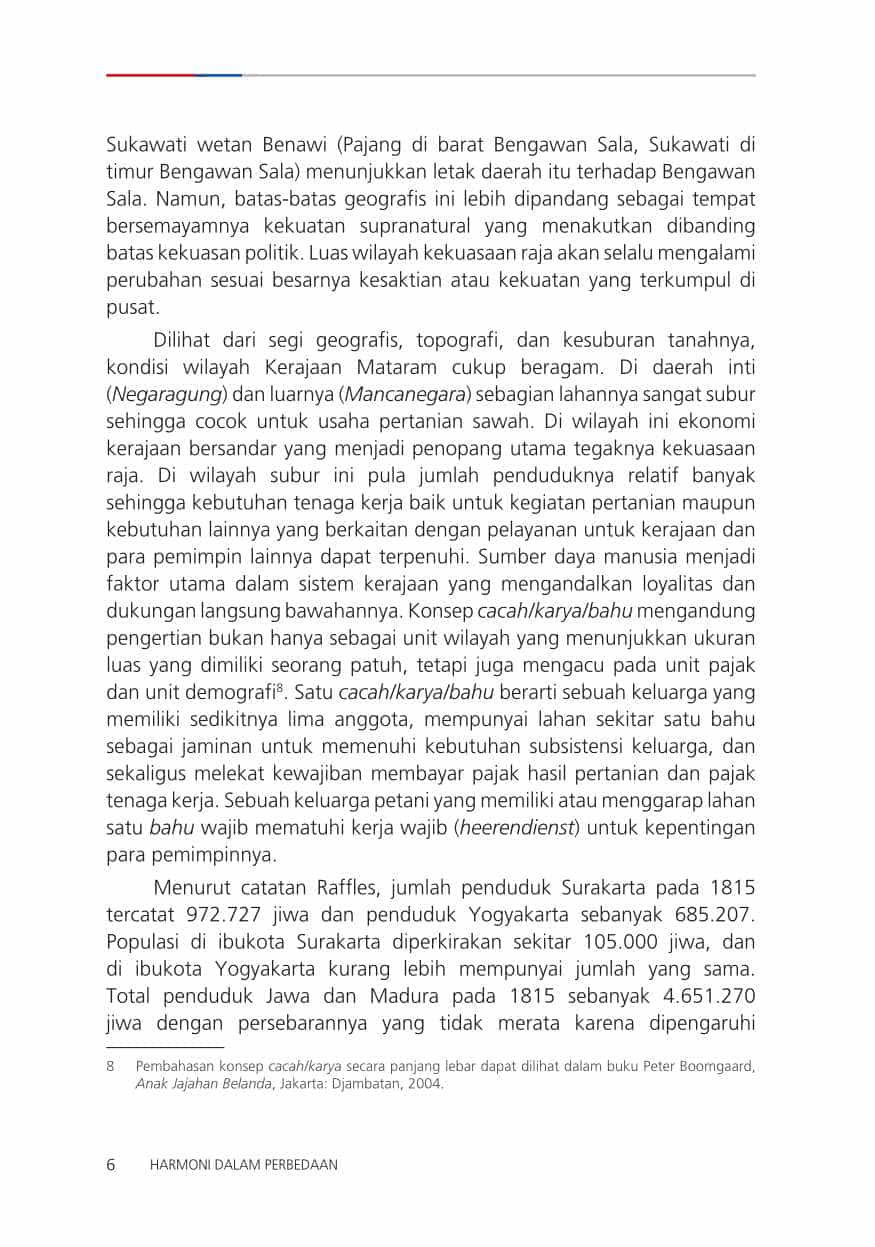 Sukawati wetan Benawi (Pajang di barat Bengawan Sala, Sukawati di
timur Bengawan Sala) menunjukkan letak daerah itu terhadap Bengawan
Sala. Namun, batas-batas geografis ini lebih dipandang sebagai tempat
bersemayamnya kekuatan supranatural yang menakutkan dibanding
batas kekuasan politik. Luas wilayah kekuasaan raja akan selalu mengalami
perubahan sesuai besarnya kesaktian atau kekuatan yang terkumpul di
pusat.
Dilihat dari segi geografis, topografi, dan kesuburan tanahnya,
kondisi wilayah Kerajaan Mataram cukup beragam. Di daerah inti
(Negaragung) dan luarnya (Mancanegara) sebagian lahannya sangat subur
sehingga cocok untuk usaha pertanian sawah. Di wilayah ini ekonomi
kerajaan bersandar yang menjadi penopang utama tegaknya kekuasaan
raja. Di wilayah subur ini pula jumlah penduduknya relatif banyak
sehingga kebutuhan tenaga kerja baik untuk kegiatan pertanian maupun
kebutuhan lainnya yang berkaitan dengan pelayanan untuk kerajaan dan
para pemimpin lainnya dapat terpenuhi. Sumber daya manusia menjadi
faktor utama dalam sistem kerajaan yang mengandalkan loyalitas dan
dukungan langsung bawahannya. Konsep cacah/karya/bahu mengandung
pengertian bukan hanya sebagai unit wilayah yang menunjukkan ukuran
luas yang dimiliki seorang patuh, tetapi juga mengacu pada unit pajak
dan unit demografi⁸. Satu cacah/karya/bahu berarti sebuah keluarga yang
memiliki sedikitnya lima anggota, mempunyai lahan sekitar satu bahu
sebagai jaminan untuk memenuhi kebutuhan subsistensi keluarga, dan
sekaligus melekat kewajiban membayar pajak hasil pertanian dan pajak
tenaga kerja. Sebuah keluarga petani yang memiliki atau menggarap lahan
satu bahu wajib mematuhi kerja wajib (heerendienst) untuk kepentingan
para pemimpinnya.
Menurut catatan Raffles, jumlah penduduk Surakarta pada 1815
tercatat 972.727 jiwa dan penduduk Yogyakarta sebanyak 685.207.
Populasi di ibukota Surakarta diperkirakan sekitar 105.000 jiwa, dan
di ibukota Yogyakarta kurang lebih mempunyai jumlah yang sama.
Total penduduk Jawa dan Madura pada 1815 sebanyak 4.651.270
jiwa dengan persebarannya yang tidak merata karena dipengaruhi
8 Pembahasan konsep cacah/karya secara panjang lebar dapat dilihat dalam buku Peter Boomgaard,
Anak Jajahan Belanda, Jakarta: Djambatan, 2004.
6 HARMONI DALAM PERBEDAAN